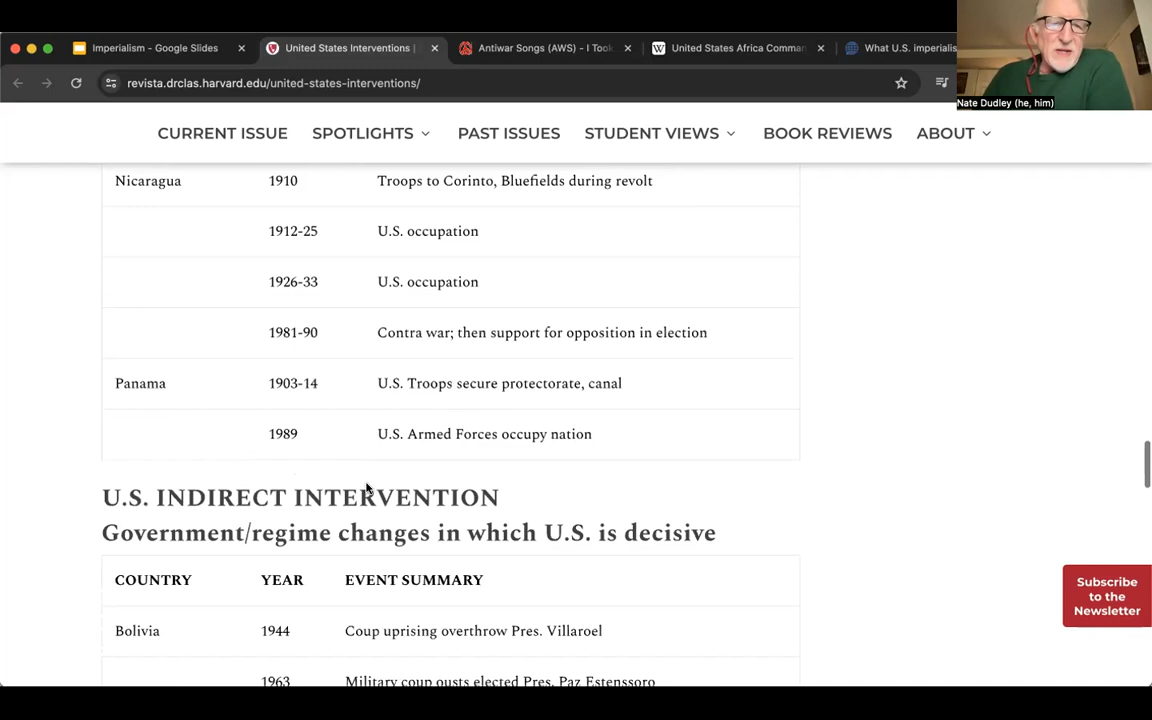 Imperialism - Google Slides
United States Interventions |
Antiwar Songs (AWS) - I Took
United States Africa Comman
What U.S. imperialis
revista.drclas.harvard.edu/united-states-interventions/
Nate Dudley (he, him)
CURRENT ISSUE SPOTLIGHTS PAST ISSUES STUDENT VIEWS BOOK REVIEWS ABOUT
Nicaragua 1910 Troops to Corinto, Bluefields during revolt
1912-25 U.S. occupation
1926-33 U.S. occupation
1981-90 Contra war; then support for opposition in election
Panama 1903-14 U.S. Troops secure protectorate, canal
1989 U.S. Armed Forces occupy nation
U.S. INDIRECT INTERVENTION
Government/regime changes in which U.S. is decisive
COUNTRY YEAR EVENT SUMMARY
Bolivia 1944 Coup uprising overthrow Pres. Villaroel
1963 Military coup ousts elected Pres. Paz Estenssoro
Subscribe
to the
Newsletter